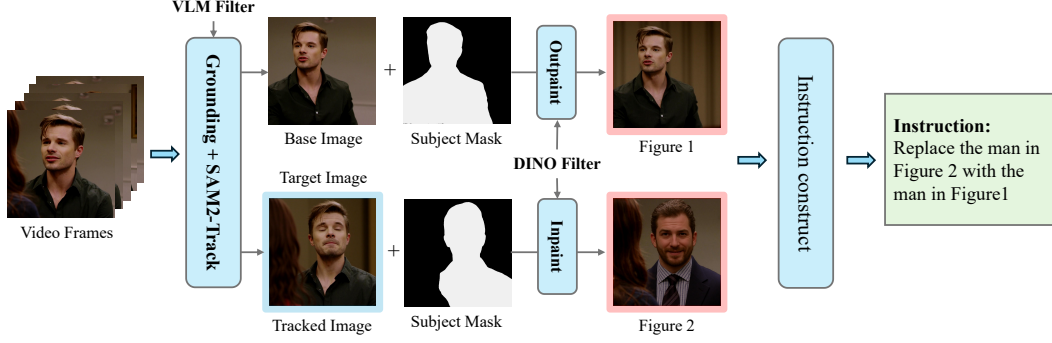 VLM Filter
Video Frames
Grounding + SAM2-Track
Base Image
+
Subject Mask
Outpaint
Figure 1
DINO Filter
Target Image
Tracked Image
+
Subject Mask
Inpaint
Figure 2
Instruction construct
Instruction:
Replace the man in
Figure 2 with the
man in Figure1